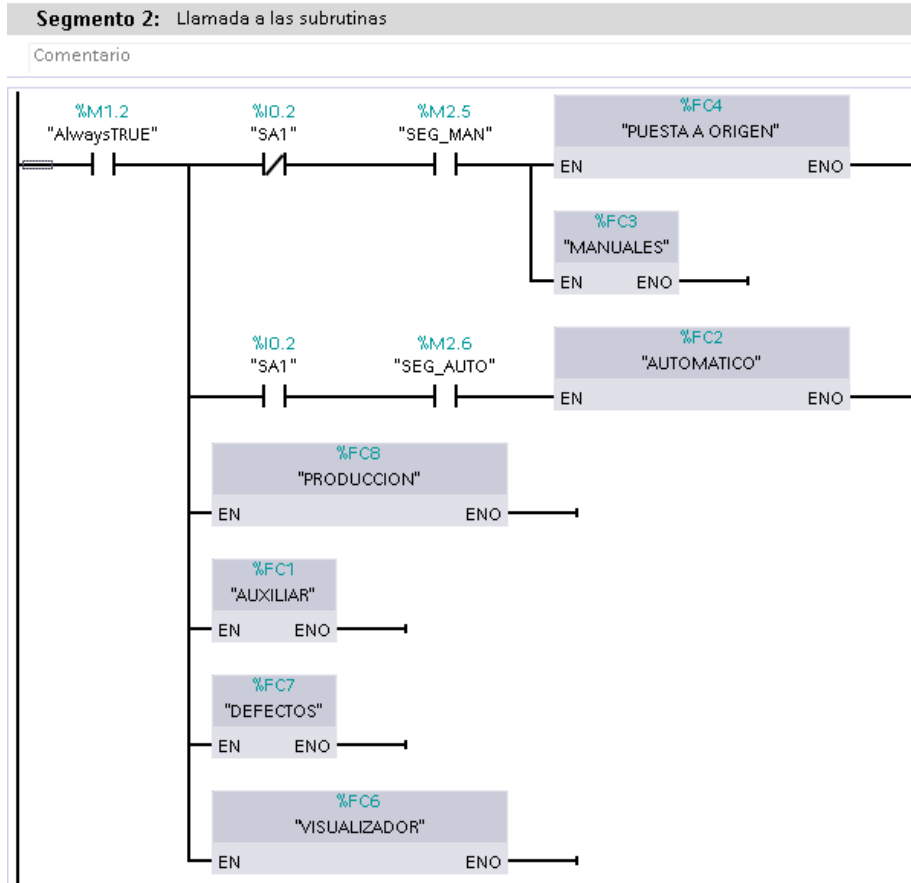 Segmento 2: Llamada a las subrutinas
Comentario
%M1.2 %I0.2 %M2.5 %FC4
"AlwaysTRUE" "SA1" "SEG_MAN" "PUESTA A ORIGEN"
EN ENO
%FC3
"MANUALES"
EN ENO
%I0.2 %M2.6 %FC2
"SA1" "SEG_AUTO" "AUTOMATICO"
EN ENO
%FC8
"PRODUCCION"
EN ENO
%FC1
"AUXILIAR"
EN ENO
%FC7
"DEFECTOS"
EN ENO
%FC6
"VISUALIZADOR"
EN ENO